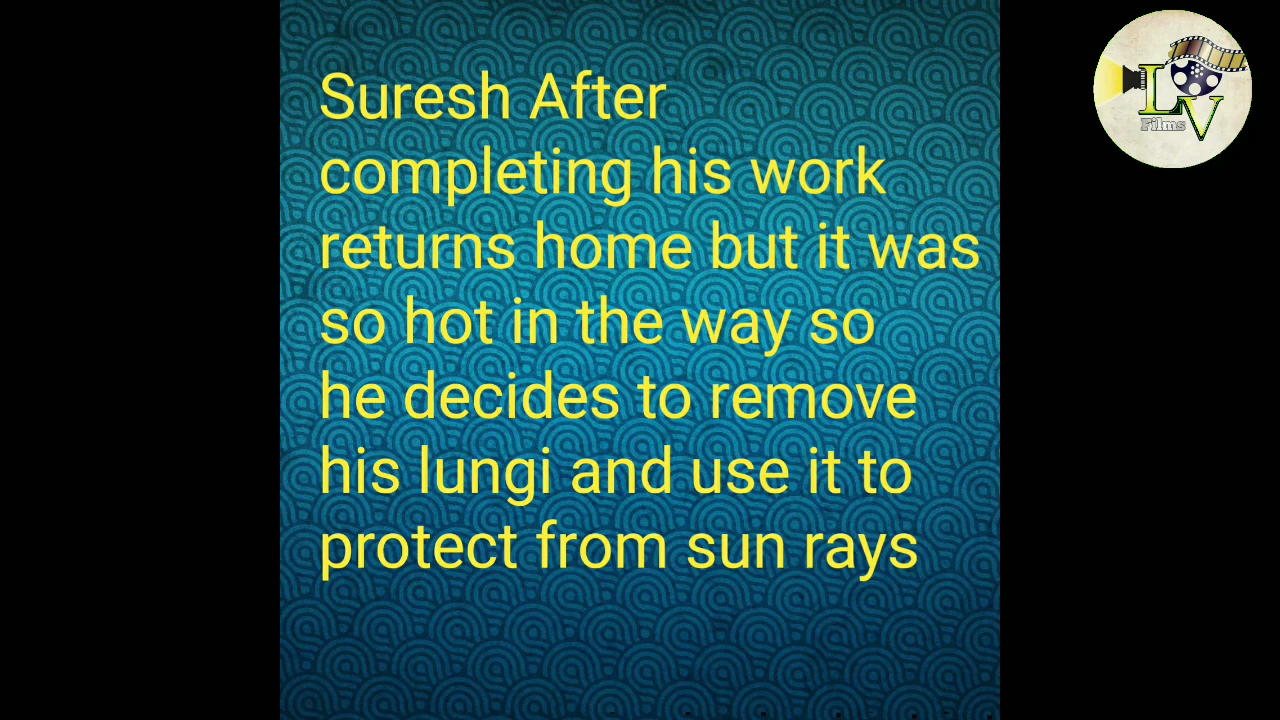 Suresh After
completing his work
returns home but it was
so hot in the way so
he decides to remove
his lungi and use it to
protect from sun rays
LV
Films